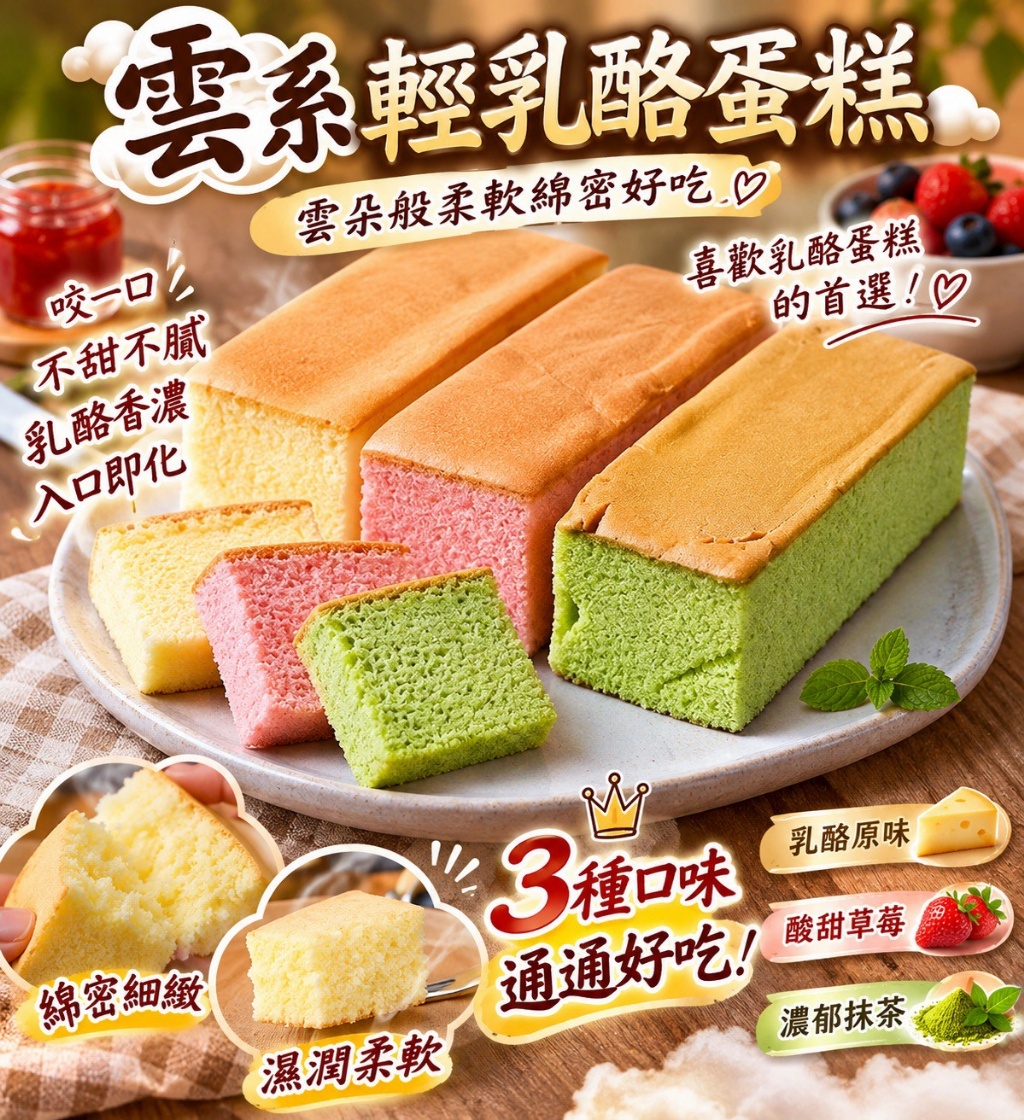 雲系輕乳酪蛋糕
雲朵般柔軟綿密好吃
喜歡乳酪蛋糕
的首選!
咬一口
不甜不膩
乳酪香濃
入口即化
3種口味
通通好吃!
乳酪原味
酸甜草莓
濃郁抹茶
綿密細緻
濕潤柔軟